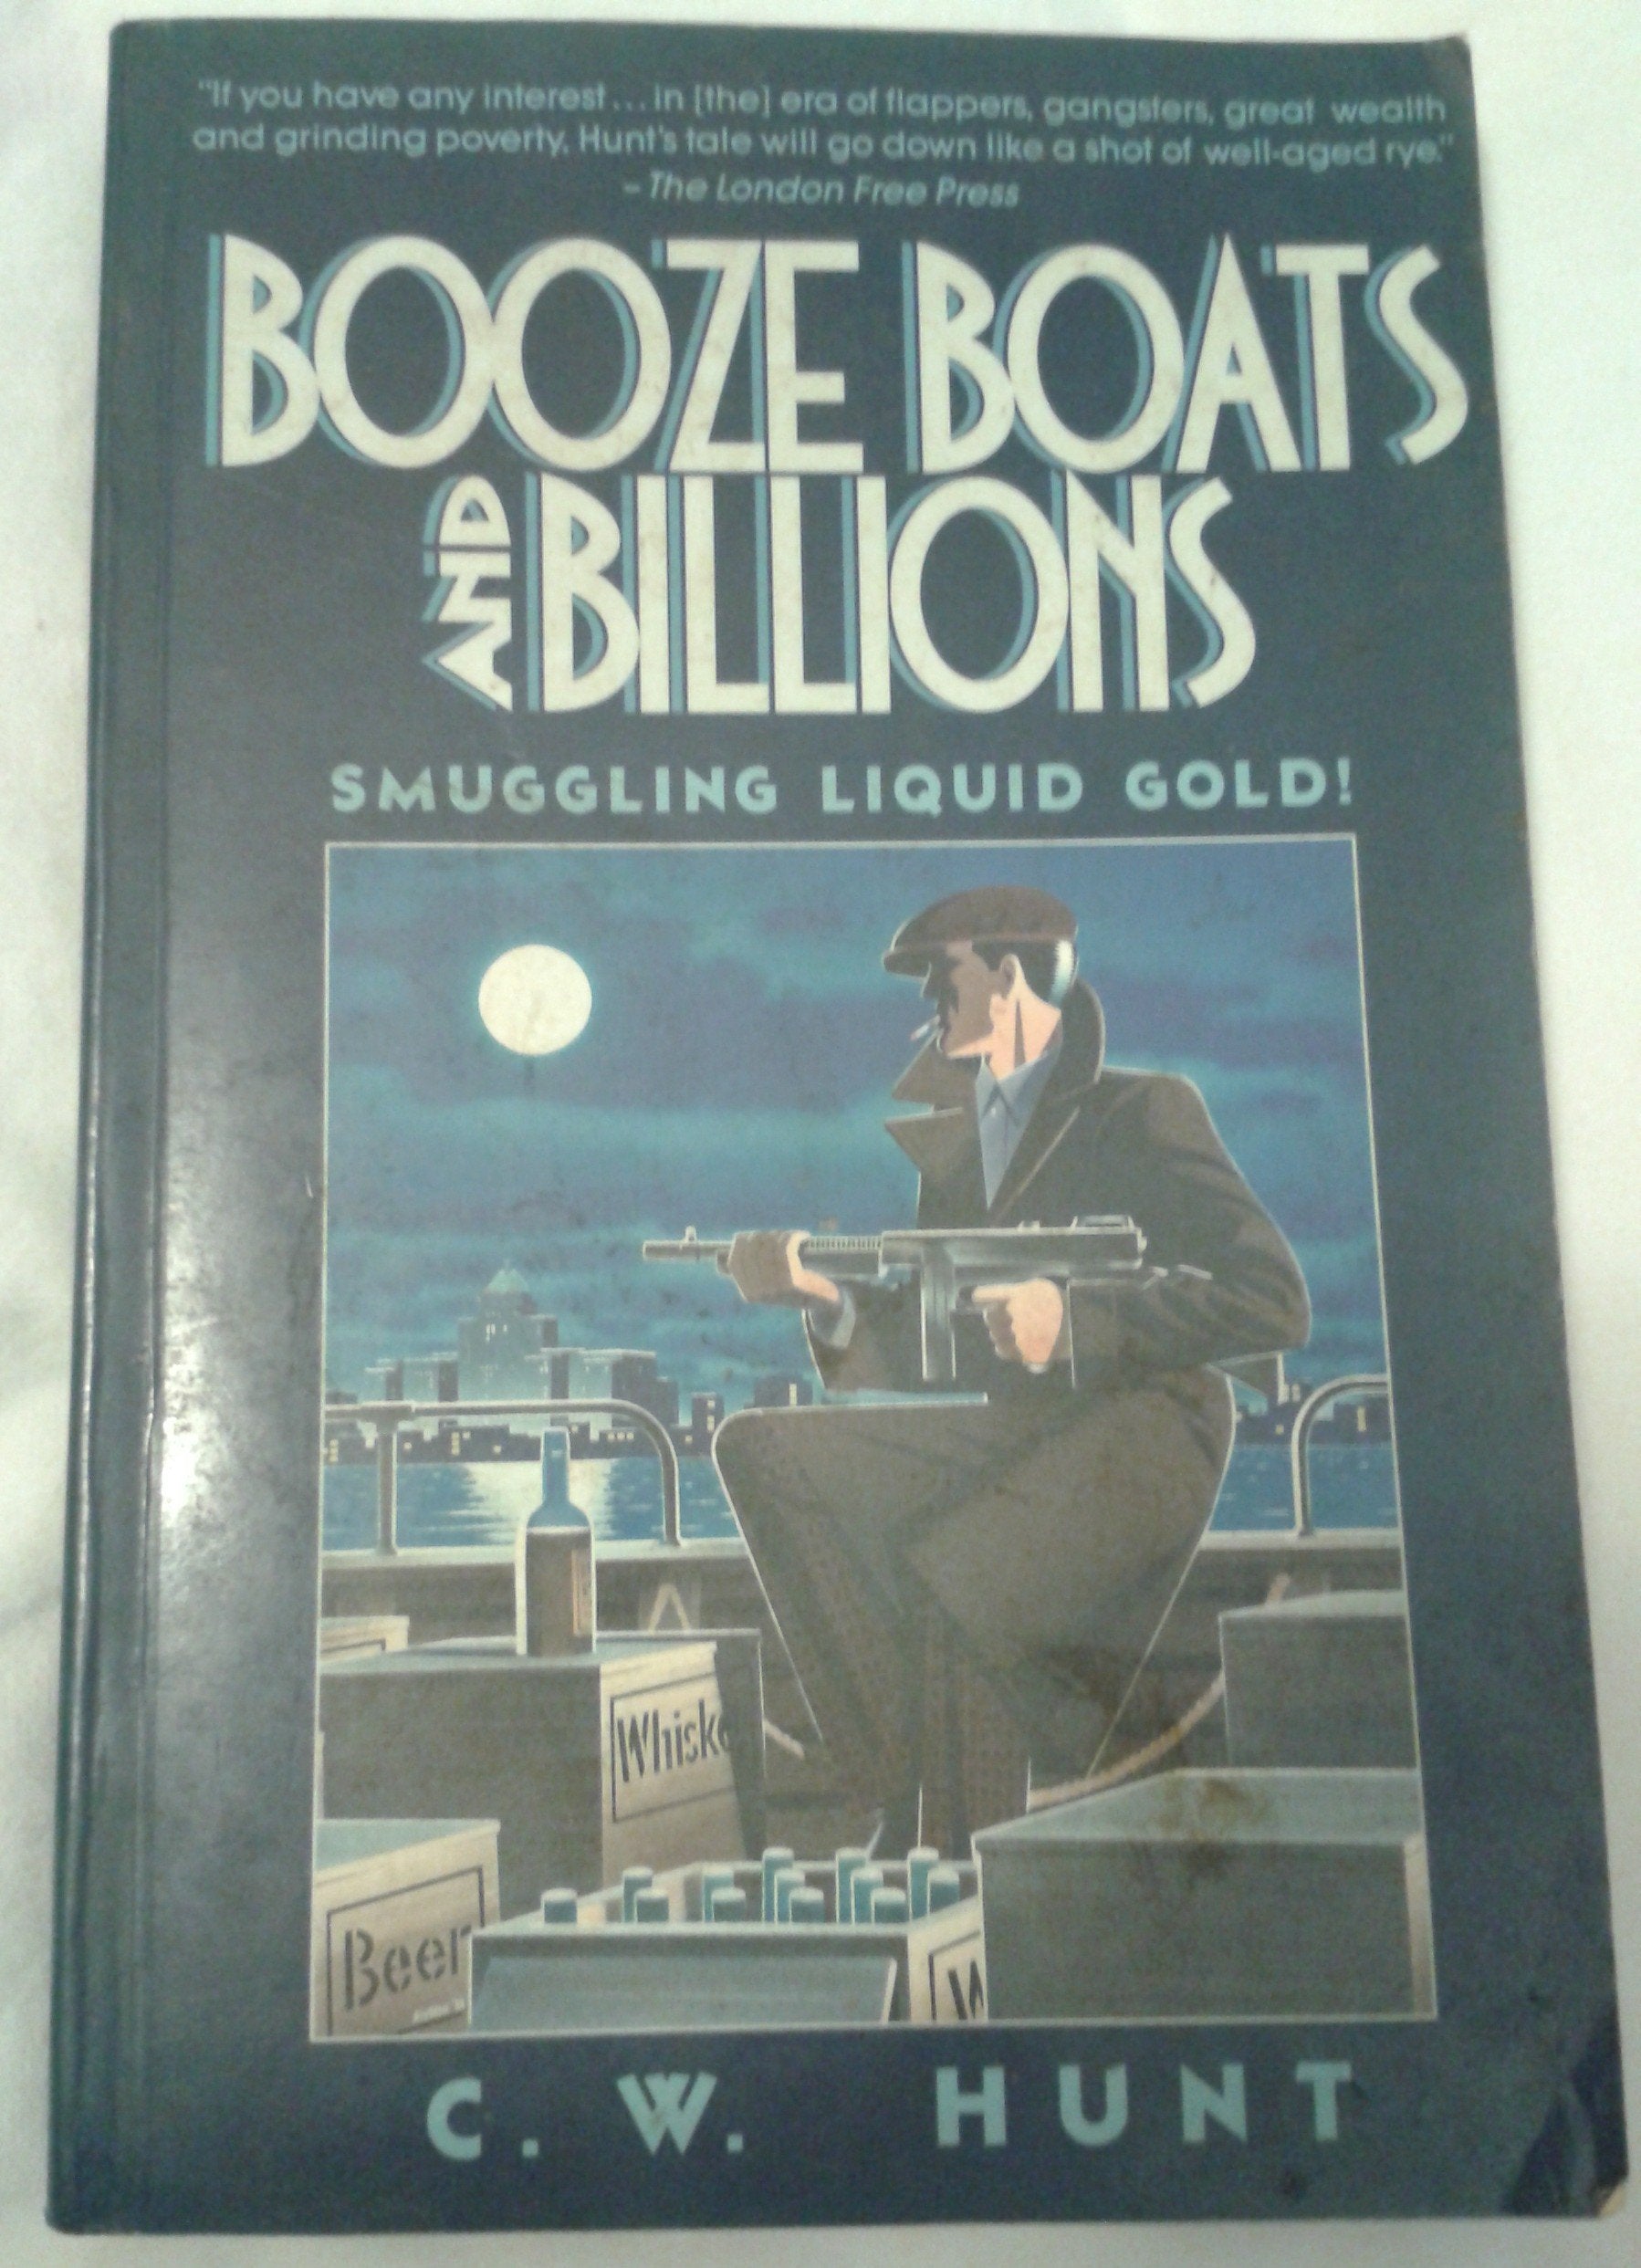 "If you have any interest... in [the] era of flappers, gangsters, great wealth
and grinding poverty, Hunt's tale will go down like a shot of well-aged rye."
– The London Free Press
BOOZE BOATS
AND BILLIONS
SMUGGLING LIQUID GOLD!
Whiske
Beer
W
C. W. HUNT